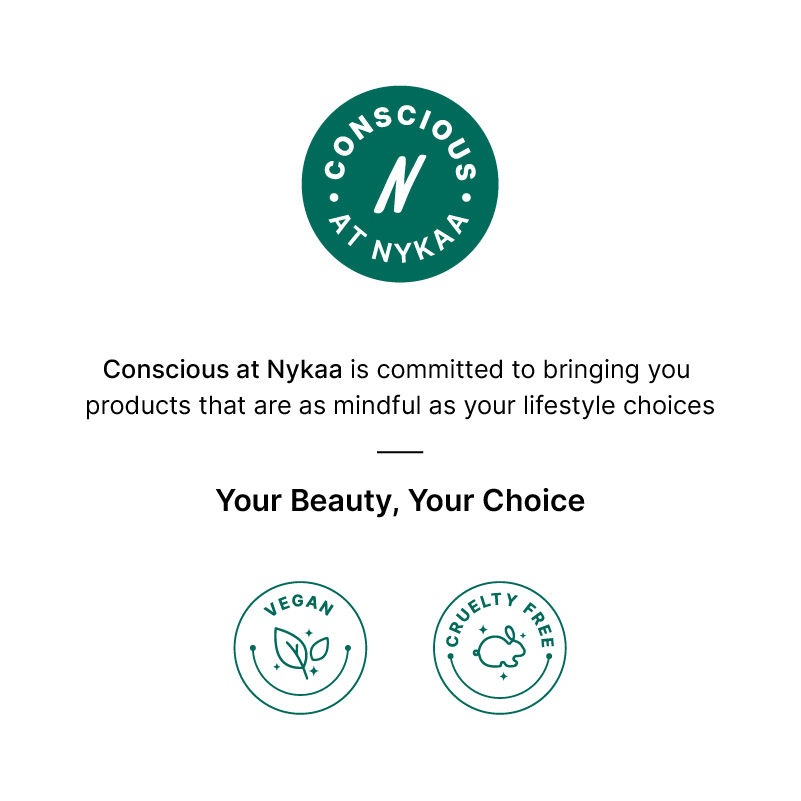 CONSCIOUS
N
AT NYKAA
Conscious at Nykaa is committed to bringing you
products that are as mindful as your lifestyle choices
Your Beauty, Your Choice
VEGAN
CRUELTY FREE